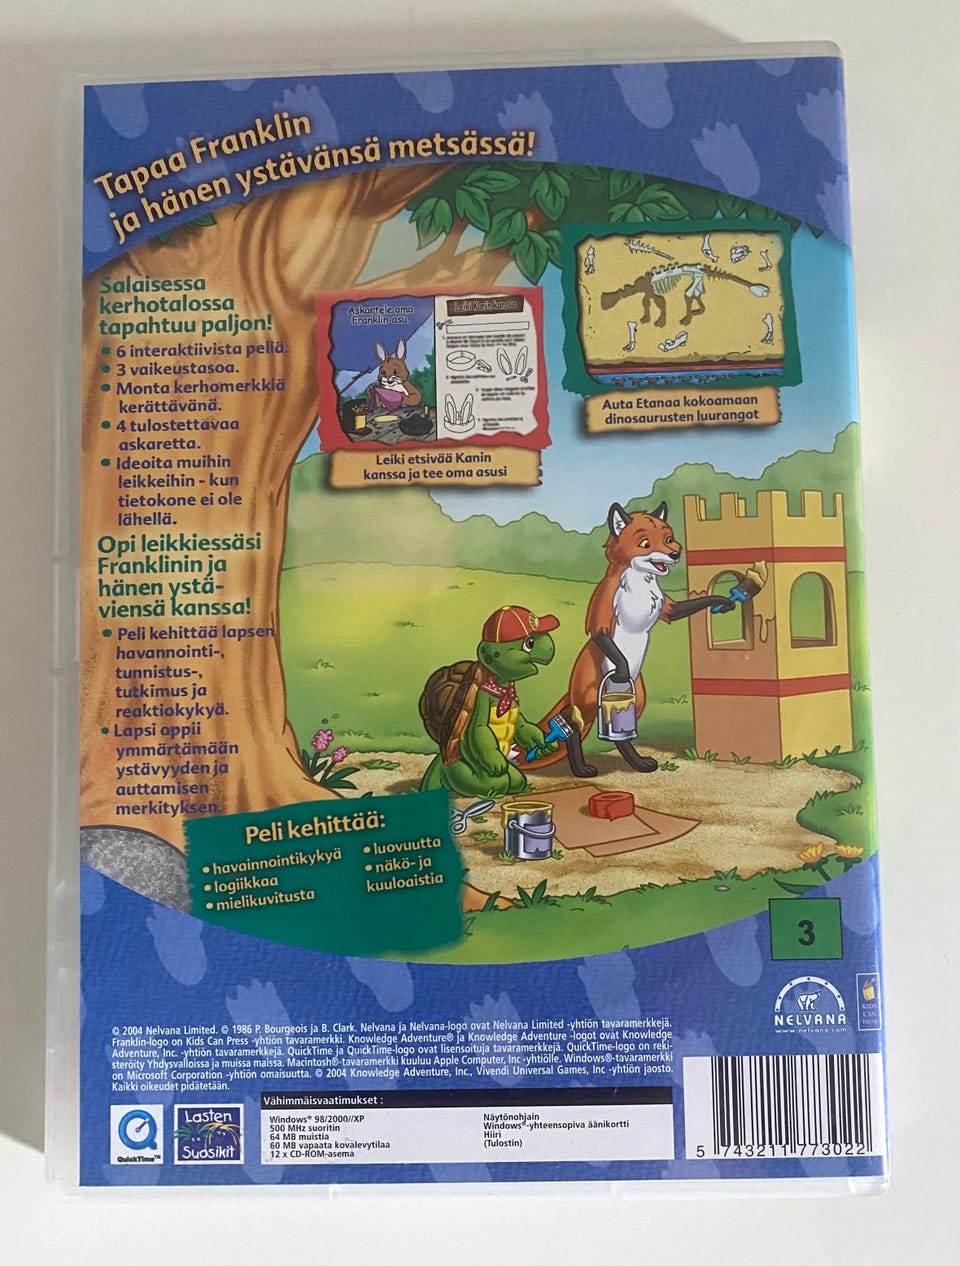 Tapaa Franklin
ja hänen ystävänsä metsässä!
Salaisessa
kerhotalossa
tapahtuu paljon!
• 6 interaktiivista peliä.
• 3 vaikeustasoa.
• Monta kerhomerkkiä
kerättävänä.
• 4 tulostettavaa
askaretta.
• Ideoita muihin
leikkeihin - kun
tietokone ei ole
lähellä.
Opi leikkiessäsi
Franklinin ja
hänen ystä-
viensä kanssa!
• Peli kehittää lapsen
havannointi-,
tunnistus-,
tutkimus ja
reaktiokykyä.
• Lapsi oppii
ymmärtämään
ystävyyden ja
auttamisen
merkityksen.
Askartele oma
Franklin-asu.
Leiki Kanin kanssa
Leiki etsivää Kanin
kanssa ja tee oma asusi
Auta Etanaa kokoamaan
dinosaurusten luurangot
Peli kehittää:
• havainnointikykyä
• logiikkaa
• mielikuvitusta
• luovuutta
• näkö- ja
kuuloaistia
3
NELVANA
www.nelvana.com
KIDS
CAN
PRESS
© 2004 Nelvana Limited. © 1986 P. Bourgeois ja B. Clark. Nelvana ja Nelvana-logo ovat Nelvana Limited -yhtiön tavaramerkkejä.
Franklin-logo on Kids Can Press -yhtiön tavaramerkki. Knowledge Adventure® ja Knowledge Adventure -logot ovat Knowledge
Adventure, Inc. -yhtiön tavaramerkkejä. QuickTime ja QuickTime-logo ovat lisensoituja tavaramerkkejä. QuickTime-logo on reki-
steröity Yhdysvalloissa ja muissa maissa. Macintosh®-tavaramerkki kuuluu Apple Computer, Inc -yhtiölle. Windows®-tavaramerkki
on Microsoft Corporation -yhtiön omaisuutta. © 2004 Knowledge Adventure, Inc., Vivendi Universal Games, Inc -yhtiön jaosto.
Kaikki oikeudet pidätetään.
QuickTime™
Lasten
Suosikit
Vähimmäisvaatimukset :
Windows® 98/2000//XP
500 MHz suoritin
64 MB muistia
60 MB vapaata kovalevytilaa
12 x CD-ROM-asema
Näytönohjain
Windows®-yhteensopiva äänikortti
Hiiri
(Tulostin)
5 743211 773022